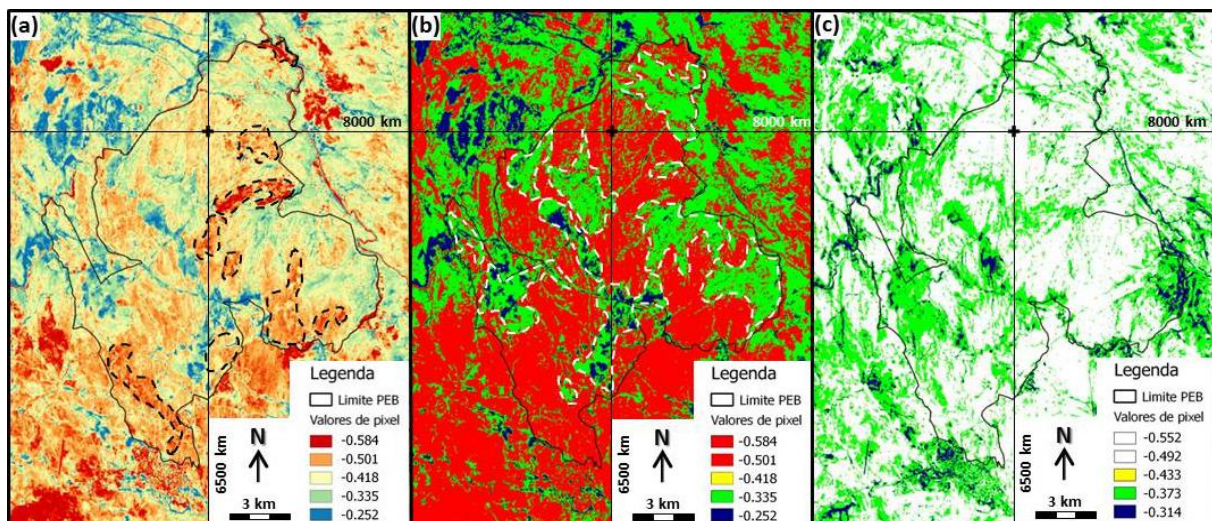 (a)
8000 km
6500 km
N
3 km
Legenda
Limite PEB
Valores de pixel
-0.584
-0.501
-0.418
-0.335
-0.252
(b)
8000 km
6500 km
N
3 km
Legenda
Limite PEB
Valores de pixel
-0.584
-0.501
-0.418
-0.335
-0.252
(c)
8000 km
6500 km
N
3 km
Legenda
Limite PEB
Valores de pixel
-0.552
-0.492
-0.433
-0.373
-0.314